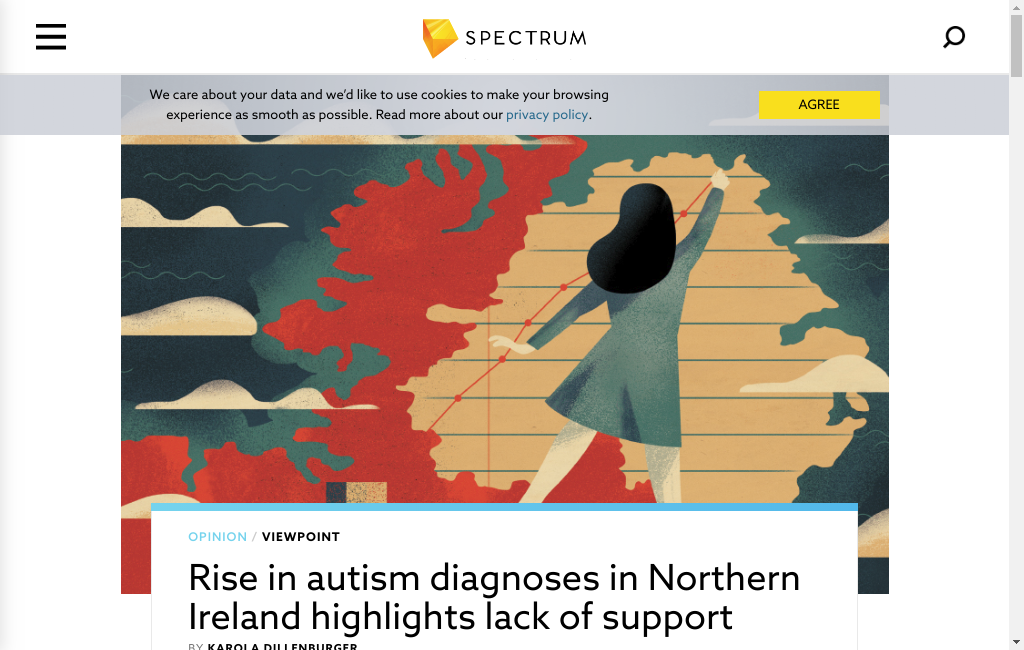 SPECTRUM
We care about your data and we'd like to use cookies to make your browsing
experience as smooth as possible. Read more about our privacy policy.
AGREE
OPINION / VIEWPOINT
Rise in autism diagnoses in Northern
Ireland highlights lack of support
BY KAROLA DILLENBURGER